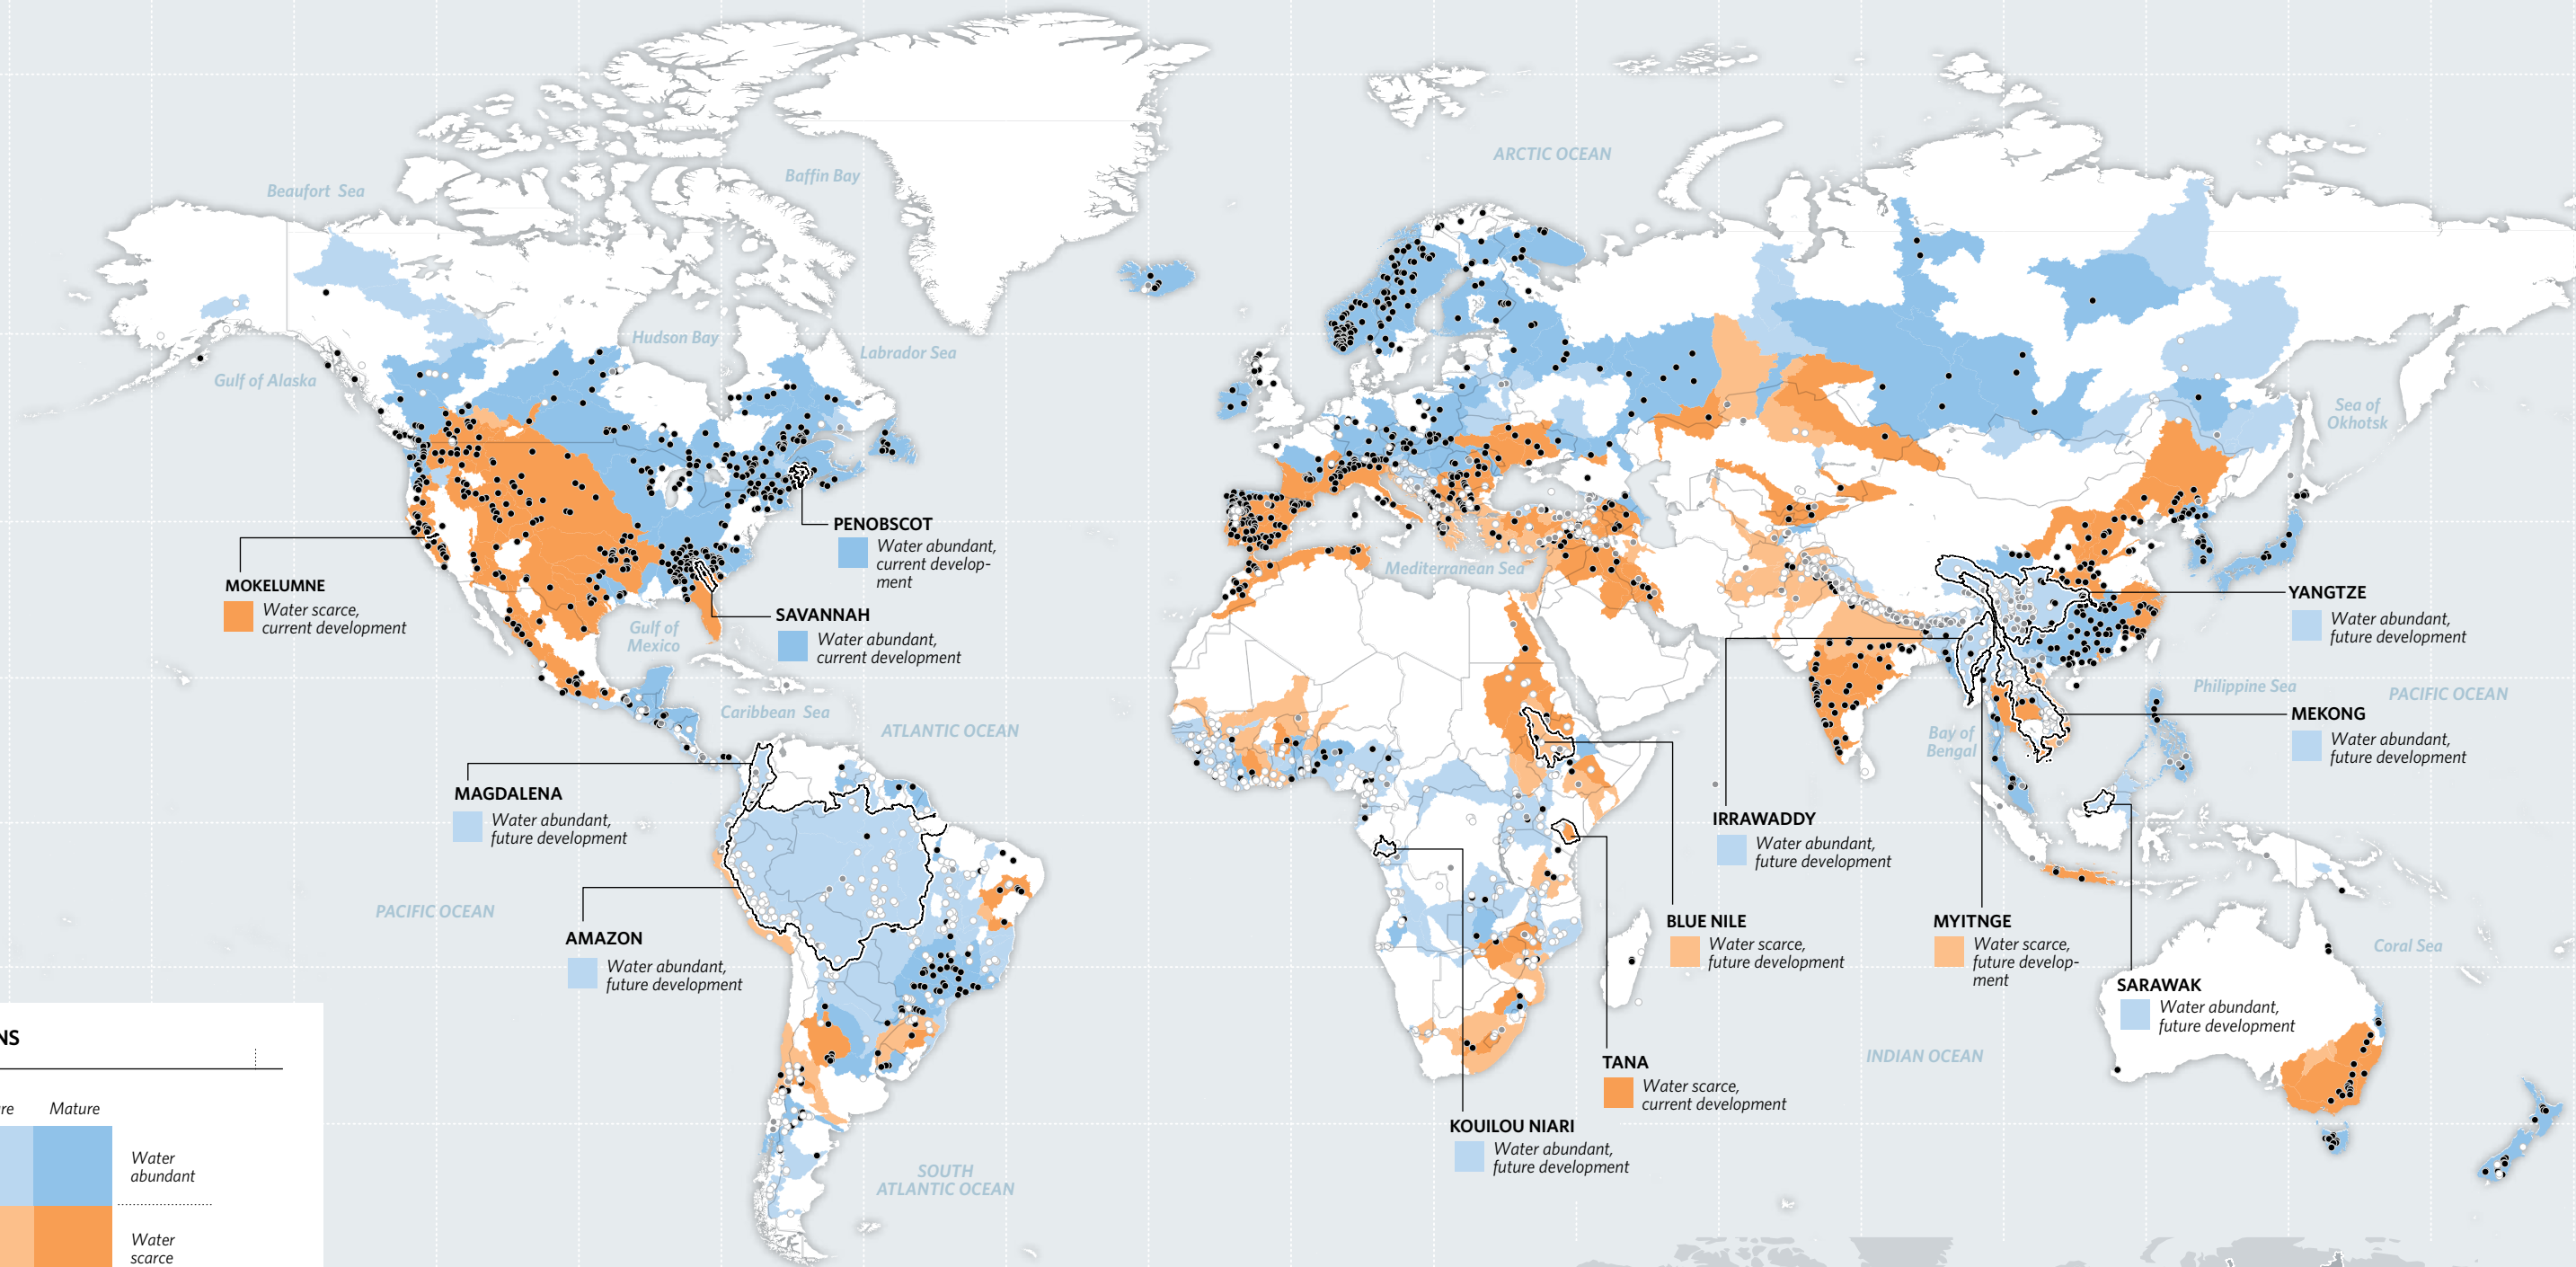 ARCTIC OCEAN
Baffin Bay
Beaufort Sea
Hudson Bay
Labrador Sea
Gulf of Alaska
Sea of
Okhotsk
PENOBSCOT
Water abundant,
current develop-
ment
Mediterranean Sea
MOKELUMNE
Water scarce,
current development
YANGTZE
Water abundant,
future development
SAVANNAH
Water abundant,
current development
Gulf of
Mexico
Philippine Sea
PACIFIC OCEAN
Caribbean Sea
ATLANTIC OCEAN
MEKONG
Water abundant,
future development
Bay of
Bengal
MAGDALENA
Water abundant,
future development
IRRAWADDY
Water abundant,
future development
PACIFIC OCEAN
AMAZON
Water abundant,
future development
BLUE NILE
Water scarce,
future development
MYITNGE
Water scarce,
future develop-
ment
Coral Sea
SARAWAK
Water abundant,
future development
INDIAN OCEAN
TANA
Water scarce,
current development
KOUILOU NIARI
Water abundant,
future development
SOUTH
ATLANTIC OCEAN
NS
re Mature
Water
abundant
Water
scarce